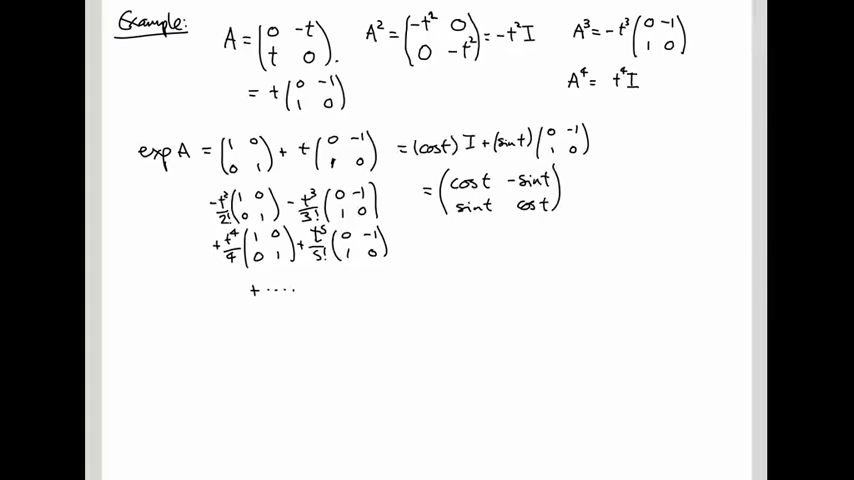 Example: A = (0 -t; t 0). A² = (-t² 0; 0 -t²) = -t²I A³ = -t³(0 -1; 1 0)
= t(0 -1; 1 0) A⁴ = t⁴I
exp A = (1 0; 0 1) + t(0 -1; 1 0) = (cos t) I + (sin t)(0 -1; 1 0)
-t²/2!(1 0; 0 1) - t³/3!(0 -1; 1 0) = (cos t -sin t; sin t cos t)
+ t⁴/4(1 0; 0 1) + t⁵/5!(0 -1; 1 0)
+ ....